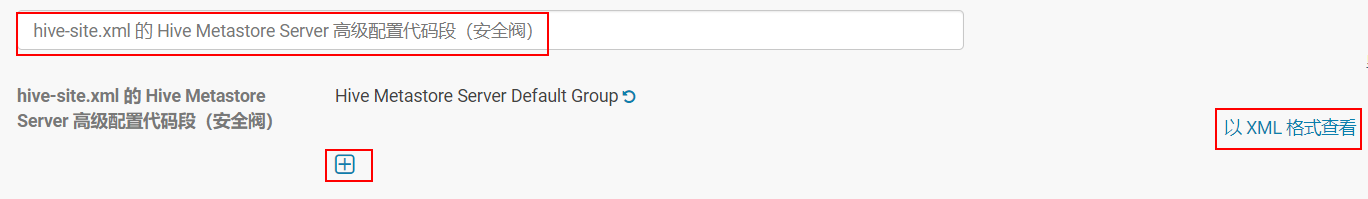 hive-site.xml 的 Hive Metastore Server 高级配置代码段（安全阀）
hive-site.xml 的 Hive Metastore
Server 高级配置代码段（安全阀）
Hive Metastore Server Default Group
以 XML 格式查看